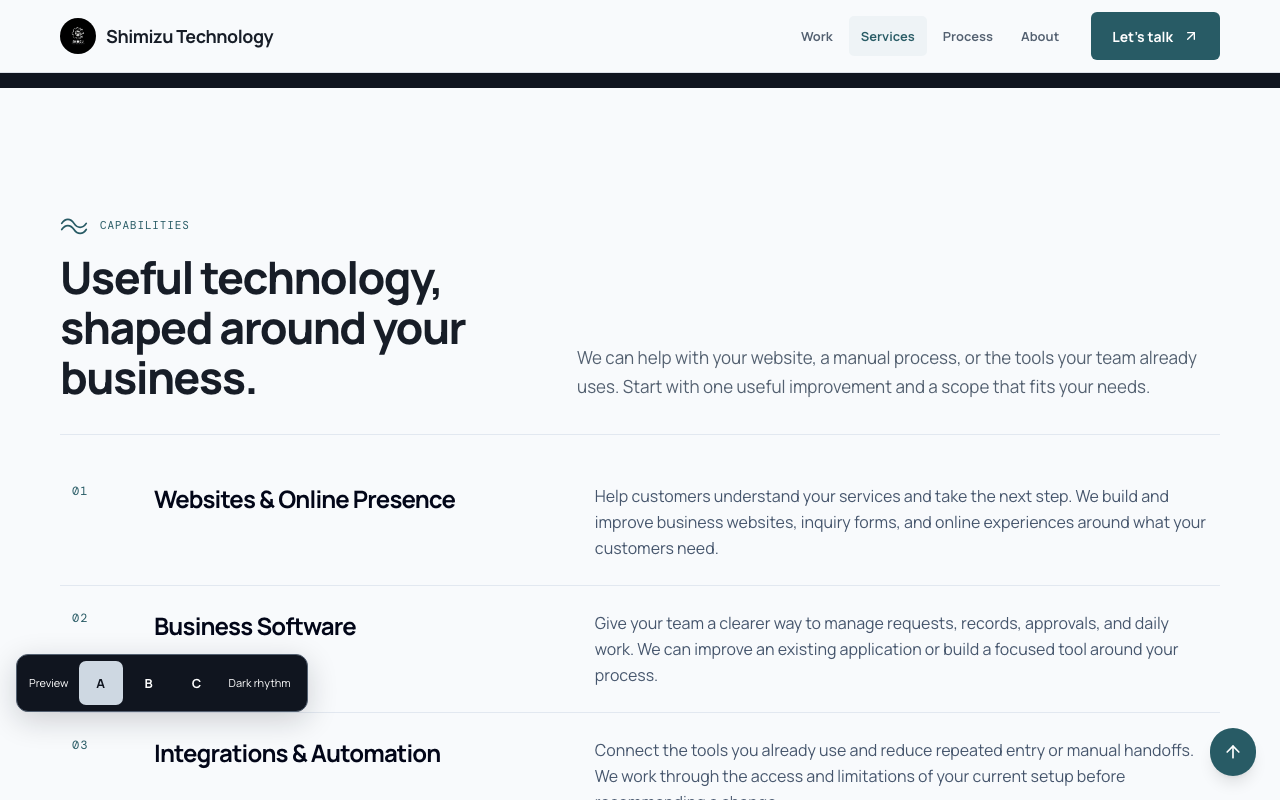 Shimizu Technology
Work
Services
Process
About
Let's talk
CAPABILITIES
Useful technology,
shaped around your
business.
We can help with your website, a manual process, or the tools your team already
uses. Start with one useful improvement and a scope that fits your needs.
01
Websites & Online Presence
Help customers understand your services and take the next step. We build and
improve business websites, inquiry forms, and online experiences around what your
customers need.
02
Business Software
Give your team a clearer way to manage requests, records, approvals, and daily
work. We can improve an existing application or build a focused tool around your
process.
Preview
A
B
C
Dark rhythm
03
Integrations & Automation
Connect the tools you already use and reduce repeated entry or manual handoffs.
We work through the access and limitations of your current setup before
recommending a change.